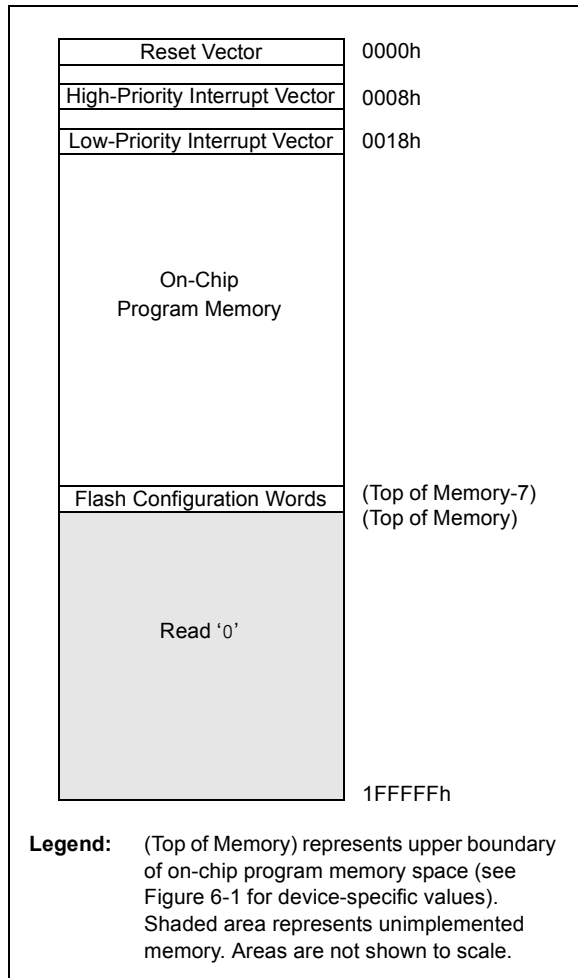 Reset Vector 0000h
High-Priority Interrupt Vector 0008h
Low-Priority Interrupt Vector 0018h
On-Chip
Program Memory
Flash Configuration Words (Top of Memory-7)
(Top of Memory)
Read ‘0’
1FFFFFh
Legend: (Top of Memory) represents upper boundary
of on-chip program memory space (see
Figure 6-1 for device-specific values).
Shaded area represents unimplemented
memory. Areas are not shown to scale.